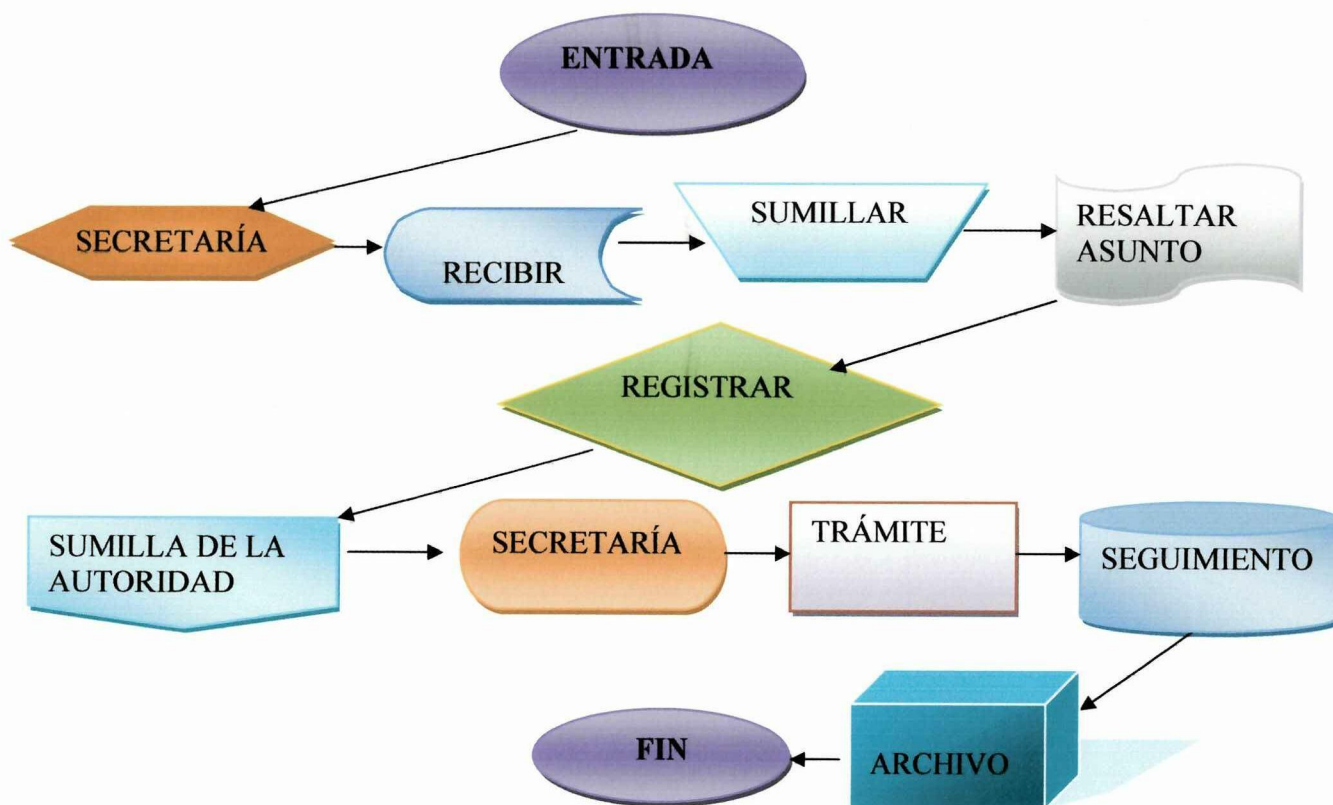 ENTRADA
SECRETARÍA
RECIBIR
SUMILLAR
RESALTAR
ASUNTO
REGISTRAR
SUMILLA DE LA
AUTORIDAD
SECRETARÍA
TRÁMITE
SEGUIMIENTO
ARCHIVO
FIN